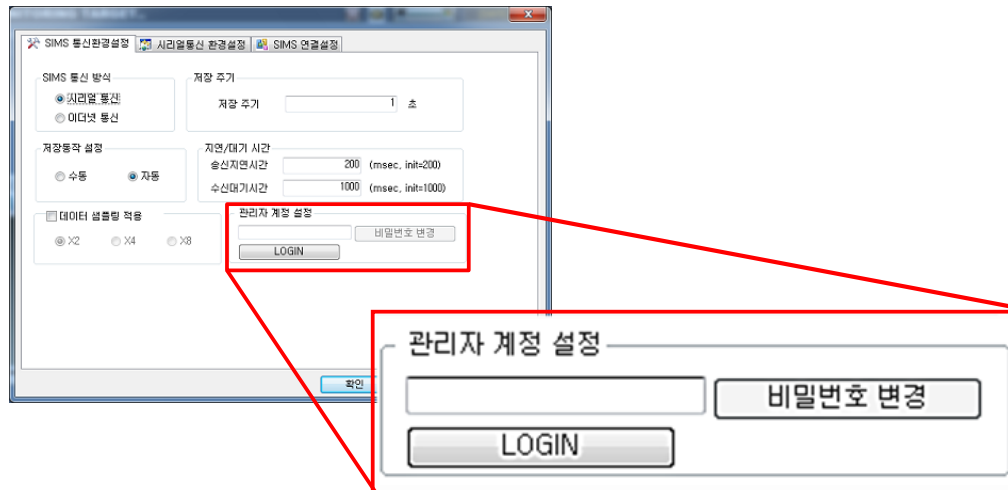 SIMS 통신환경설정 시리얼통신 환경설정 SIMS 연결설정
SIMS 통신 방식
시리얼 통신
이더넷 통신
저장 주기
저장 주기 1 초
저장동작 설정
수동 자동
지연/대기 시간
송신지연시간 200 (msec, init=200)
수신대기시간 1000 (msec, init=1000)
데이터 샘플링 적용
X2 X4 X8
관리자 계정 설정
비밀번호 변경
LOGIN
확인
관리자 계정 설정
비밀번호 변경
LOGIN